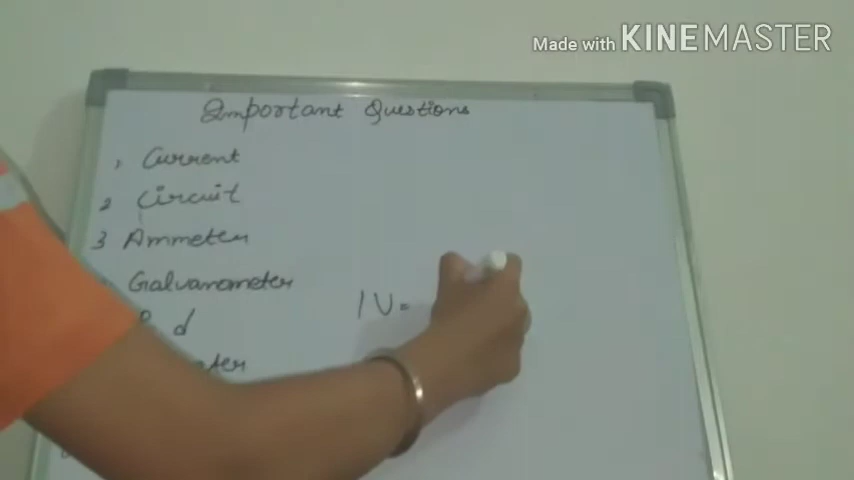 Made with KINEMASTER
Important Questions
1 Current
2 Circuit
3 Ammeter
Galvanometer
d
1V=